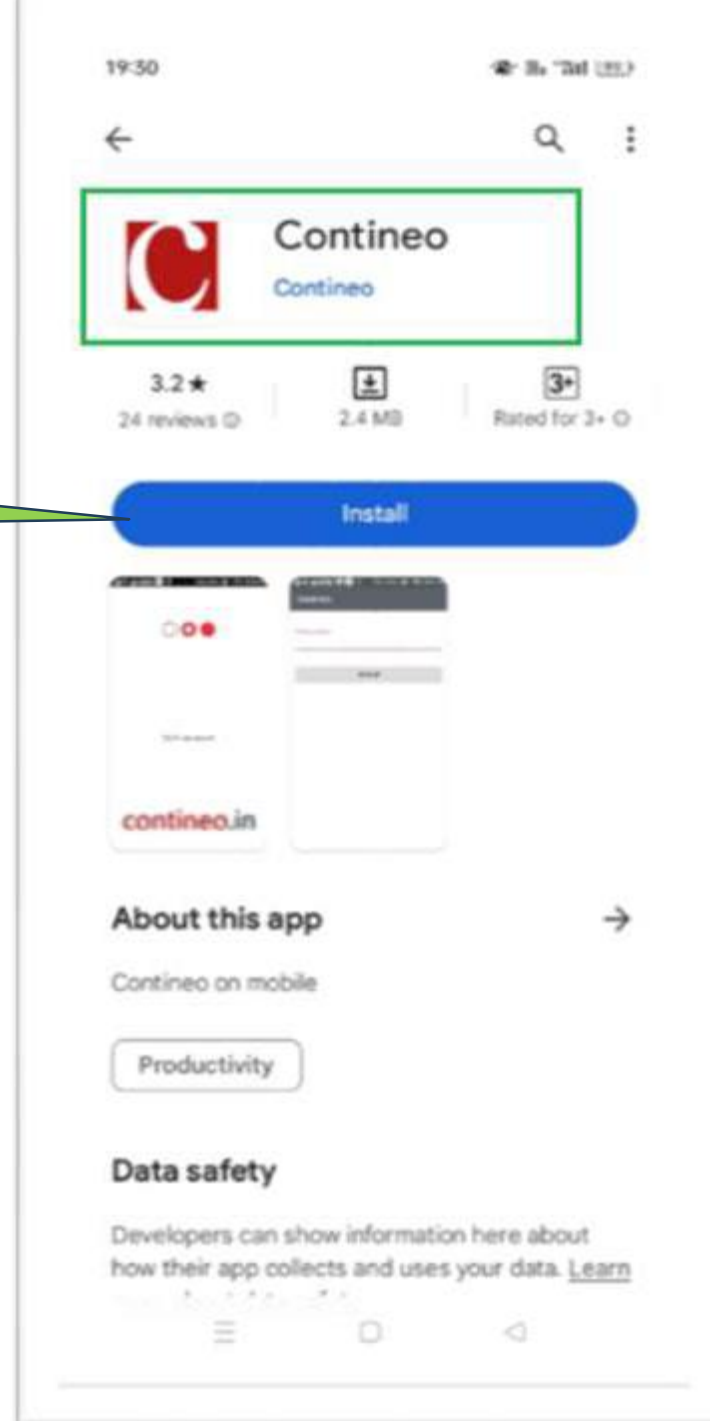 19:30
Contineo
Contineo
3.2★
24 reviews
2.4 MB
3+
Rated for 3+
Install
contineo.in
About this app
Contineo on mobile
Productivity
Data safety
Developers can show information here about
how their app collects and uses your data. Learn